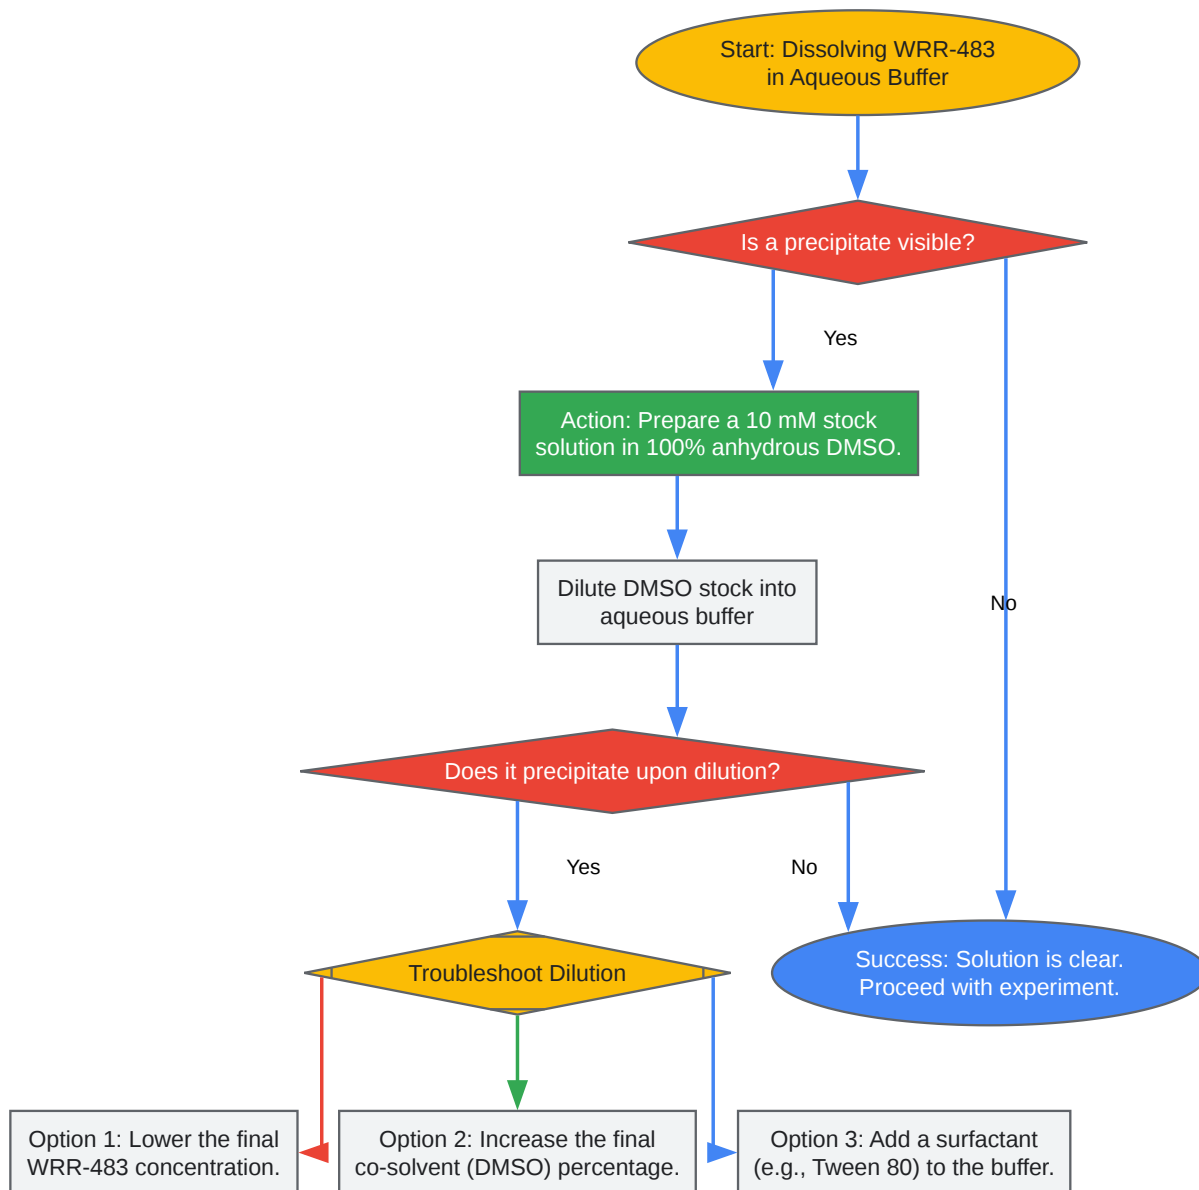 Start: Dissolving WRR-483
in Aqueous Buffer
Is a precipitate visible?
Yes
Action: Prepare a 10 mM stock
solution in 100% anhydrous DMSO.
Dilute DMSO stock into
aqueous buffer
No
Does it precipitate upon dilution?
Yes
No
Troubleshoot Dilution
Success: Solution is clear.
Proceed with experiment.
Option 1: Lower the final
WRR-483 concentration.
Option 2: Increase the final
co-solvent (DMSO) percentage.
Option 3: Add a surfactant
(e.g., Tween 80) to the buffer.